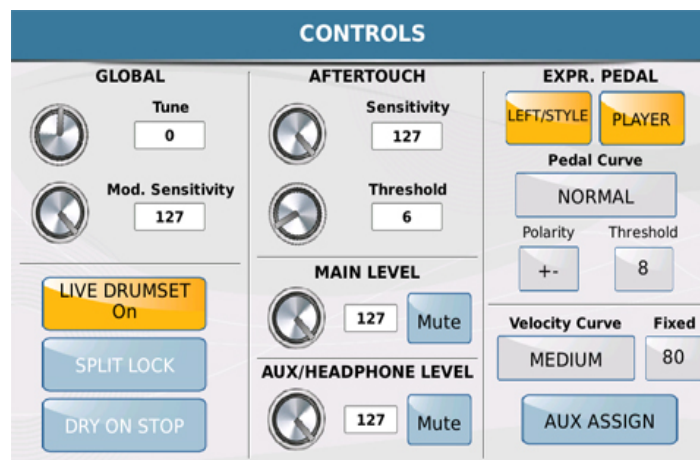 CONTROLS
GLOBAL
Tune
0
Mod. Sensitivity
127
LIVE DRUMSET
On
SPLIT LOCK
DRY ON STOP
AFTERTOUCH
Sensitivity
127
Threshold
6
MAIN LEVEL
127 Mute
AUX/HEADPHONE LEVEL
127 Mute
EXPR. PEDAL
LEFT/STYLE PLAYER
Pedal Curve
NORMAL
Polarity Threshold
+- 8
Velocity Curve Fixed
MEDIUM 80
AUX ASSIGN